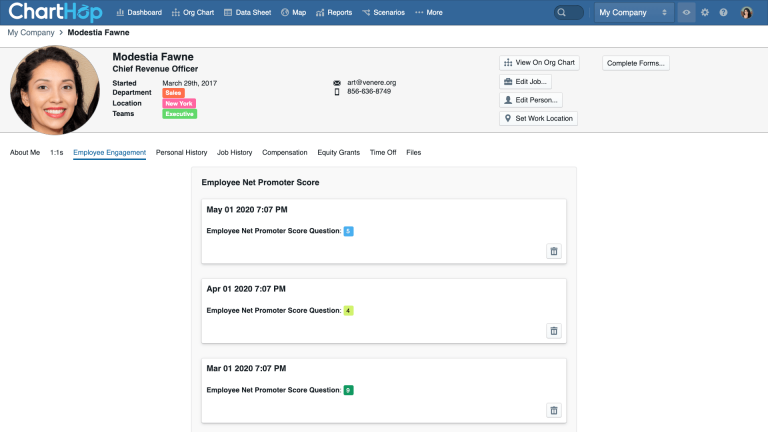 ChartHop Dashboard Org Chart Data Sheet Map Reports Scenarios More My Company
My Company > Modestia Fawne
Modestia Fawne
Chief Revenue Officer
Started March 29th, 2017
Department Sales
Location New York
Teams Executive
art@venere.org
856-636-8749
View On Org Chart
Complete Forms...
Edit Job...
Edit Person...
Set Work Location
About Me 1:1s Employee Engagement Personal History Job History Compensation Equity Grants Time Off Files
Employee Net Promoter Score
May 01 2020 7:07 PM
Employee Net Promoter Score Question:
Apr 01 2020 7:07 PM
Employee Net Promoter Score Question: 4
Mar 01 2020 7:07 PM
Employee Net Promoter Score Question: 9